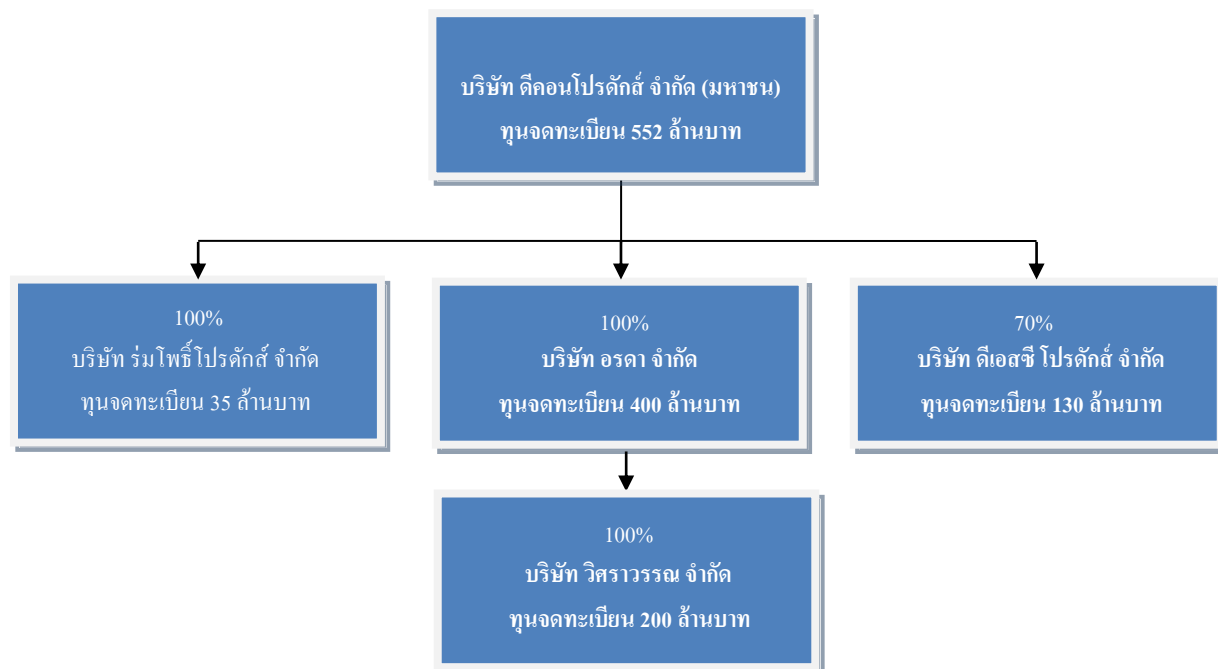 บริษัท ดีคอนโปรดักส์ จำกัด (มหาชน)
ทุนจดทะเบียน 552 ล้านบาท
100%
บริษัท ร่มโพธิ์โปรดักส์ จำกัด
ทุนจดทะเบียน 35 ล้านบาท
100%
บริษัท อรดา จำกัด
ทุนจดทะเบียน 400 ล้านบาท
70%
บริษัท ดีเอสซี โปรดักส์ จำกัด
ทุนจดทะเบียน 130 ล้านบาท
100%
บริษัท วิศราวรรณ จำกัด
ทุนจดทะเบียน 200 ล้านบาท